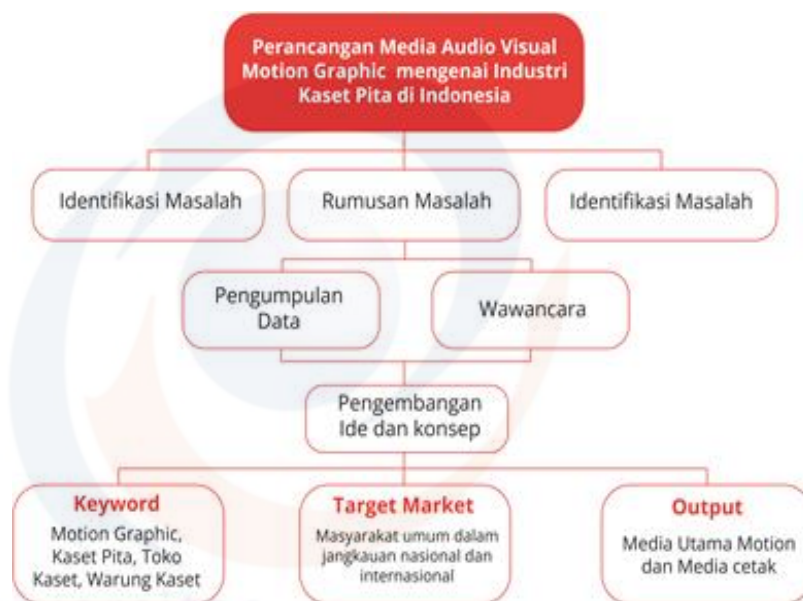 Perancangan Media Audio Visual
Motion Graphic mengenai Industri
Kaset Pita di Indonesia
Identifikasi Masalah
Rumusan Masalah
Identifikasi Masalah
Pengumpulan
Data
Wawancara
Pengembangan
Ide dan konsep
Keyword
Motion Graphic,
Kaset Pita, Toko
Kaset, Warung Kaset
Target Market
Masyarakat umum dalam
jangkauan nasional dan
internasional
Output
Media Utama Motion
dan Media cetak